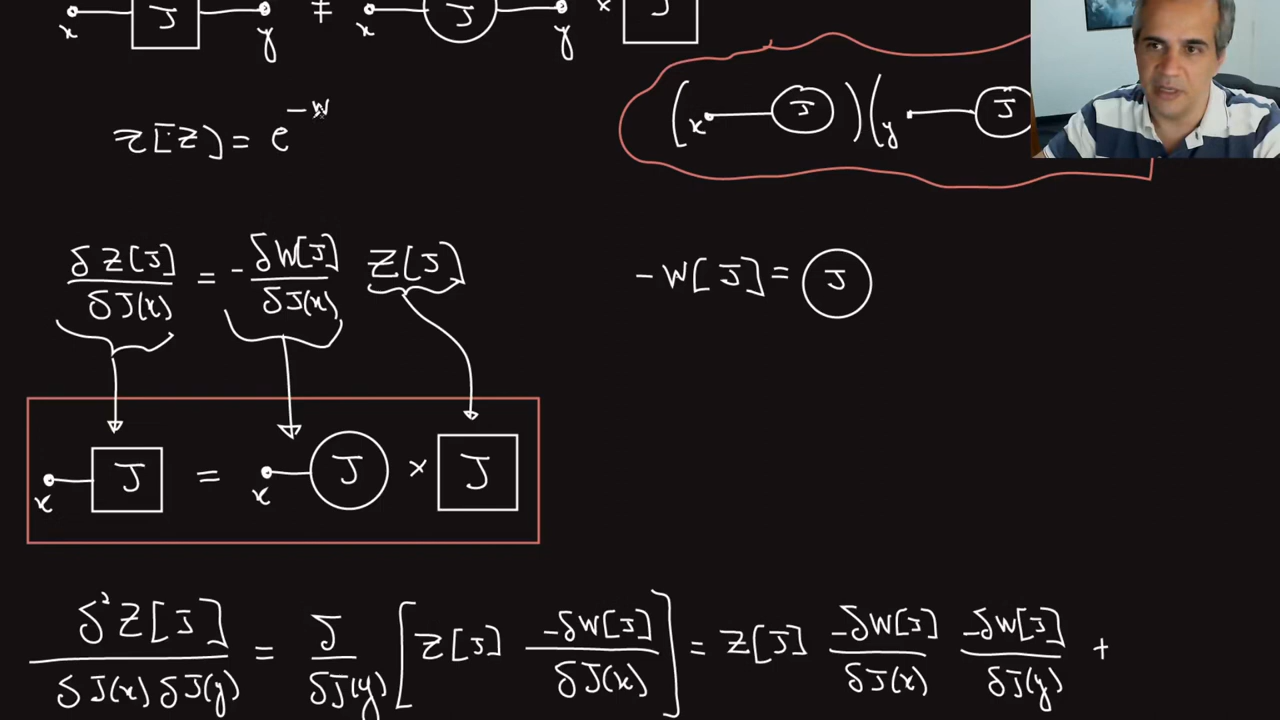 x J y ≠ x J y × J
( x J ) ( y J
Z[Z) = e^{-W
δZ[J]/δJ(x) = -δW[J]/δJ(x) Z[J]
-W[J] = J
x J = x J × J
δ²Z[J]/δJ(x)δJ(y) = δ/δJ(y) [ Z[J] -δW[J]/δJ(x) ] = Z[J] -δW[J]/δJ(x) -δW[J]/δJ(y) +